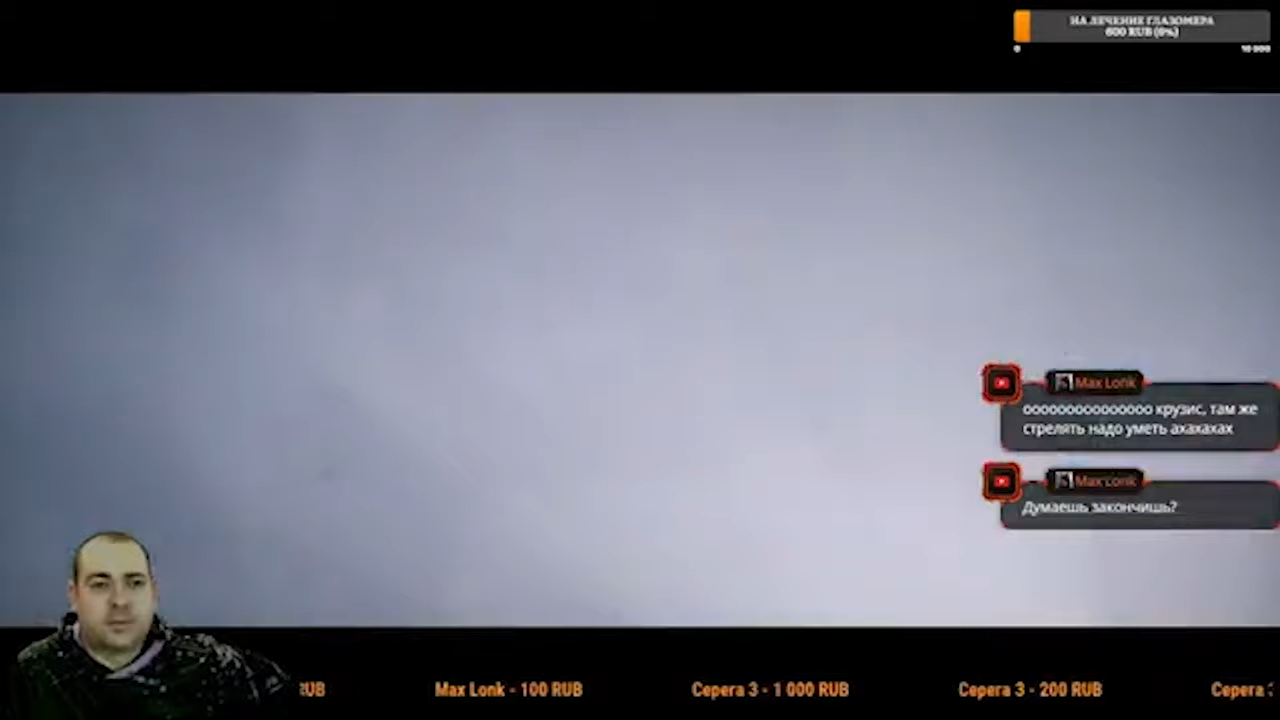 НА ЛЕЧЕНИЕ ГЛАЗОМЕРА
600 RUB (6%)
0
10 000
Max Lonk
ооооооооооооооо крузис, там же
стрелять надо уметь ахахахах
Max Lonk
Думаешь закончишь?
RUB
Max Lonk - 100 RUB
Серега 3 - 1 000 RUB
Серега 3 - 200 RUB
Серега